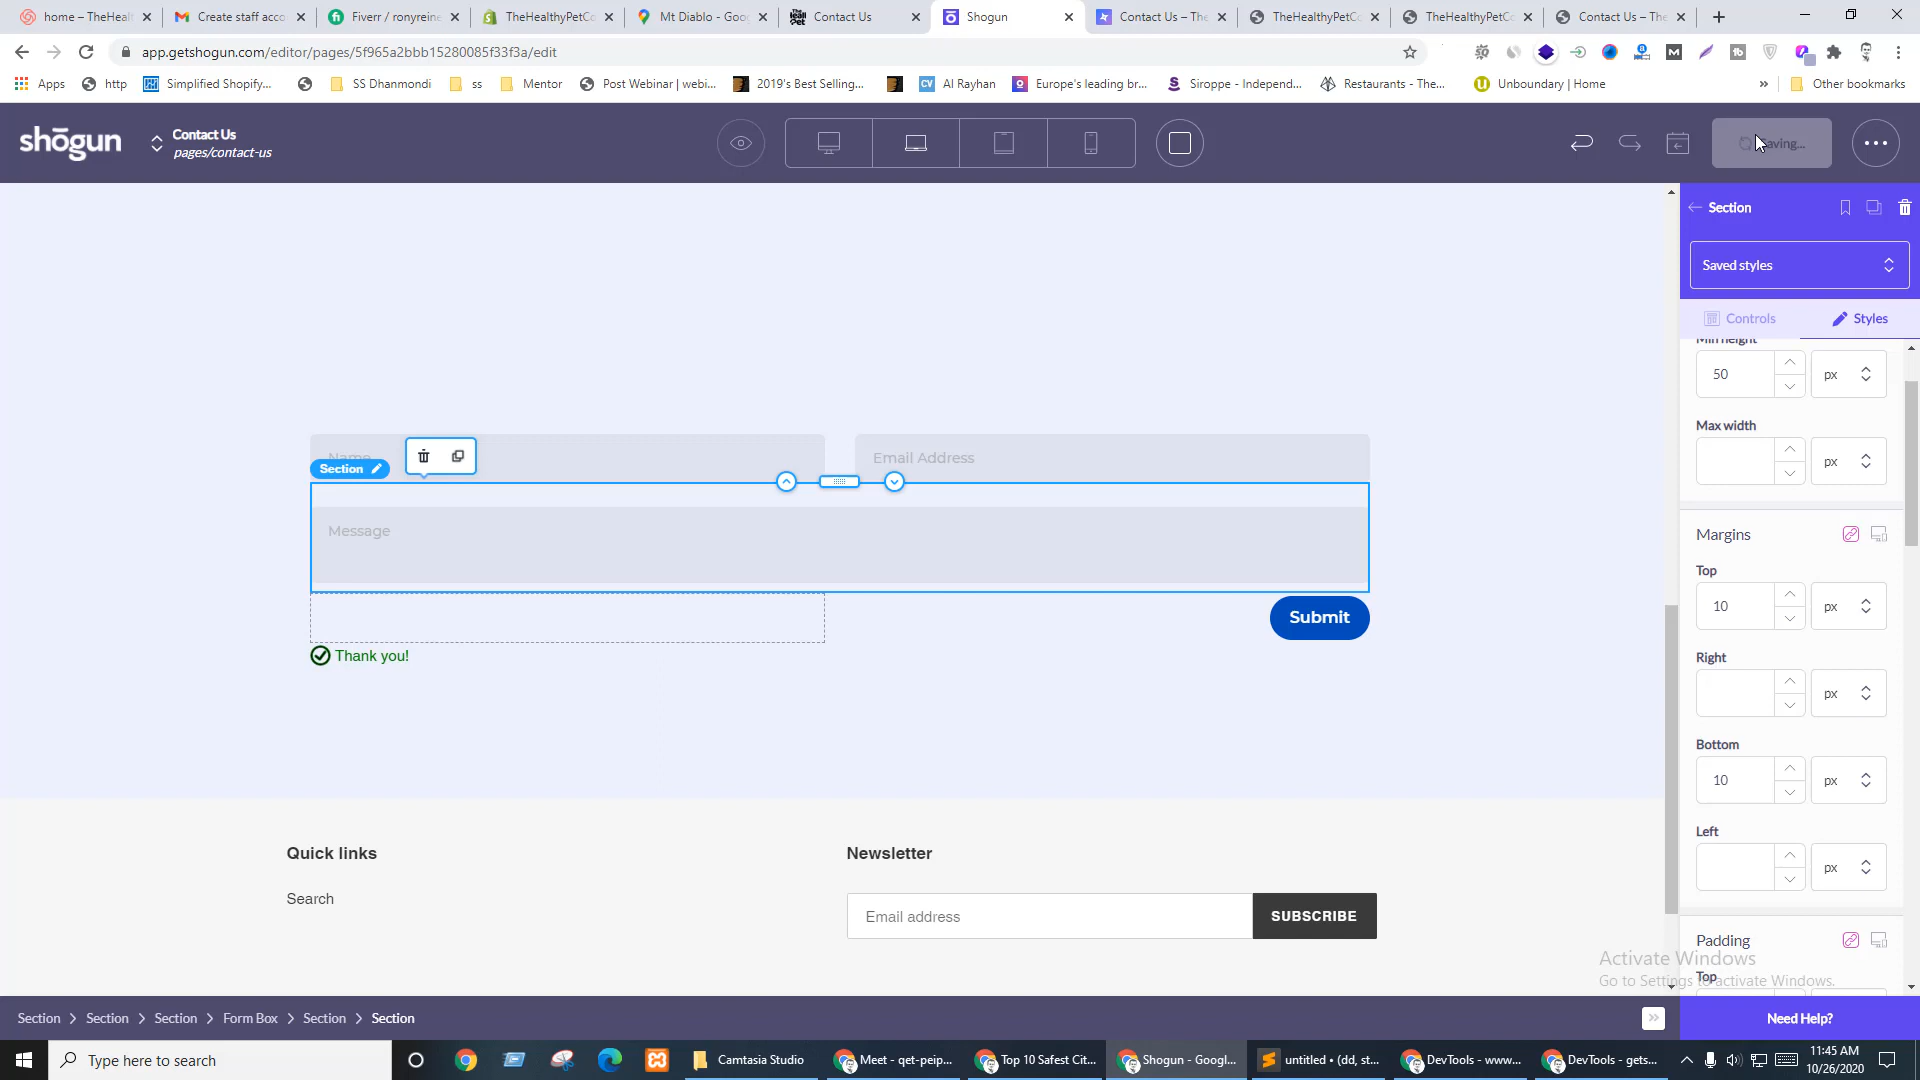 home – TheHealt
Create staff acco
Fiverr / ronyreine
TheHealthyPetCo
Mt Diablo - Goo
Contact Us
Shogun
Contact Us – The
TheHealthyPetCo
TheHealthyPetCo
Contact Us – The
app.getshogun.com/editor/pages/5f965a2bbb15280085f33f3a/edit
Apps
http
Simplified Shopify...
SS Dhanmondi
ss
Mentor
Post Webinar | webi...
2019's Best Selling...
Al Rayhan
Europe's leading br...
Siroppe - Independ...
Restaurants - The...
Unboundary | Home
Other bookmarks
shōgun
Contact Us
pages/contact-us
Saving...
Section
Saved styles
Controls
Styles
Min height
50
px
Max width
px
Margins
Top
10
px
Right
px
Bottom
10
px
Left
px
Padding
Top
Name
Email Address
Section
Message
Submit
Thank you!
Quick links
Search
Newsletter
Email address
SUBSCRIBE
Activate Windows
Go to Settings to activate Windows.
Section
Section
Section
Form Box
Section
Section
Need Help?
Type here to search
Camtasia Studio
Meet - qet-peip...
Top 10 Safest Cit...
Shogun - Googl...
untitled • (dd, st...
DevTools - www...
DevTools - gets...
11:45 AM
10/26/2020